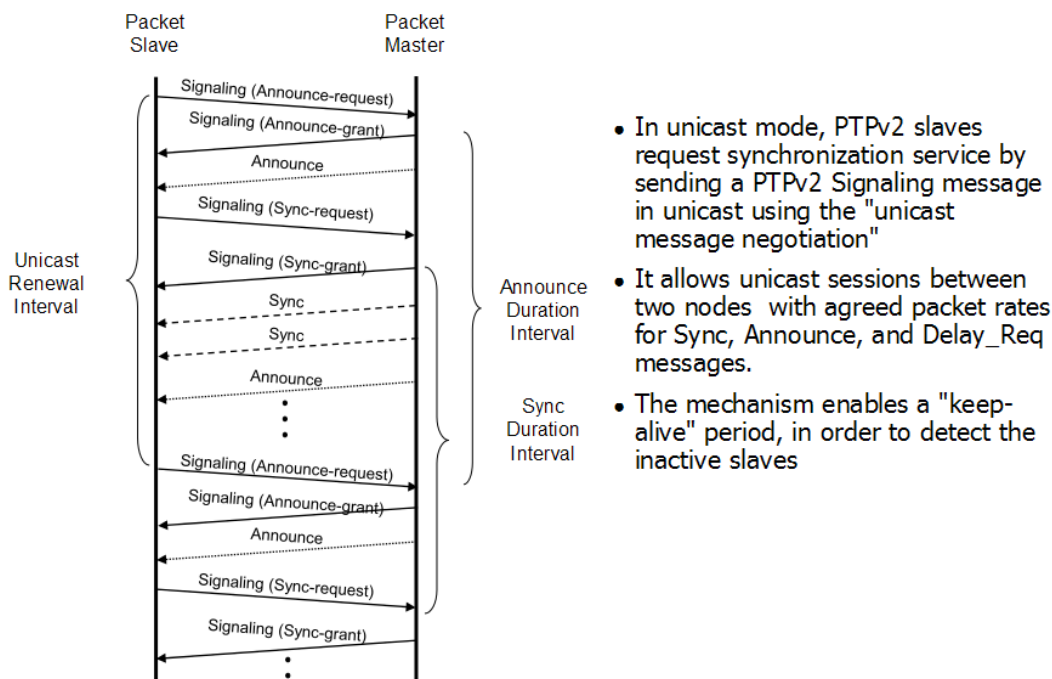 Packet
Slave
Packet
Master
Signaling (Announce-request)
Signaling (Announce-grant)
Announce
Signaling (Sync-request)
Signaling (Sync-grant)
Sync
Sync
Announce
Signaling (Announce-request)
Signaling (Announce-grant)
Announce
Signaling (Sync-request)
Signaling (Sync-grant)
Unicast
Renewal
Interval
Announce
Duration
Interval
Sync
Duration
Interval
• In unicast mode, PTPv2 slaves
request synchronization service by
sending a PTPv2 Signaling message
in unicast using the "unicast
message negotiation"
• It allows unicast sessions between
two nodes with agreed packet rates
for Sync, Announce, and Delay_Req
messages.
• The mechanism enables a "keep-
alive" period, in order to detect the
inactive slaves